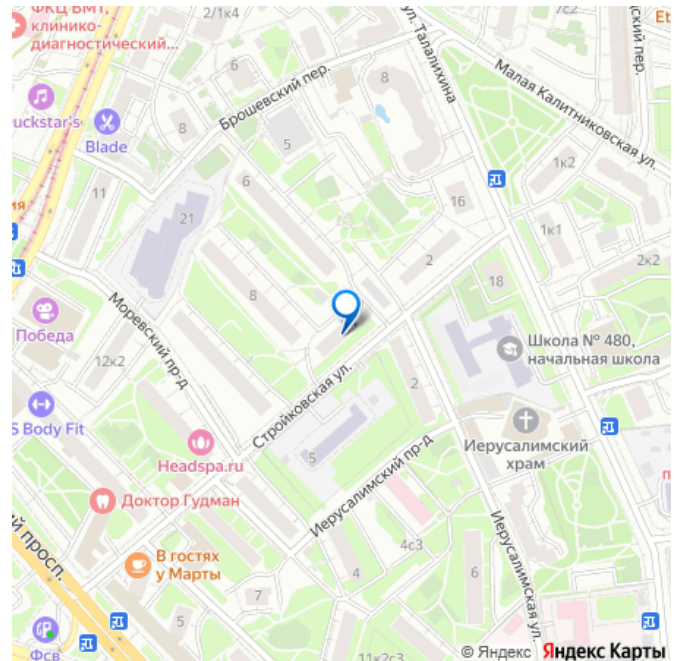 ФКЦ ВМТ,
клинико-
диагностический...
2/1к4
7с2
Et
ул. Талалихина
6
8
Малая Калитниковская ул.
uckstar's
Blade
8
Брошевский пер.
5
1к2
11
21
6
16
ия
1к1
2
2к2
18
8
Моревский пр-д
Победа
12к2
Школа № 480,
начальная школа
Стройковская ул.
2
S Body Fit
Headspa.ru
5
Иерусалимский
храм
Иерусалимский пр-д
Доктор Гудман
ий просп.
В гостях
у Марты
4с3
Иерусалимская ул.
7
4
5
Фсв
11к2с3
© Яндекс Яндекс Карты